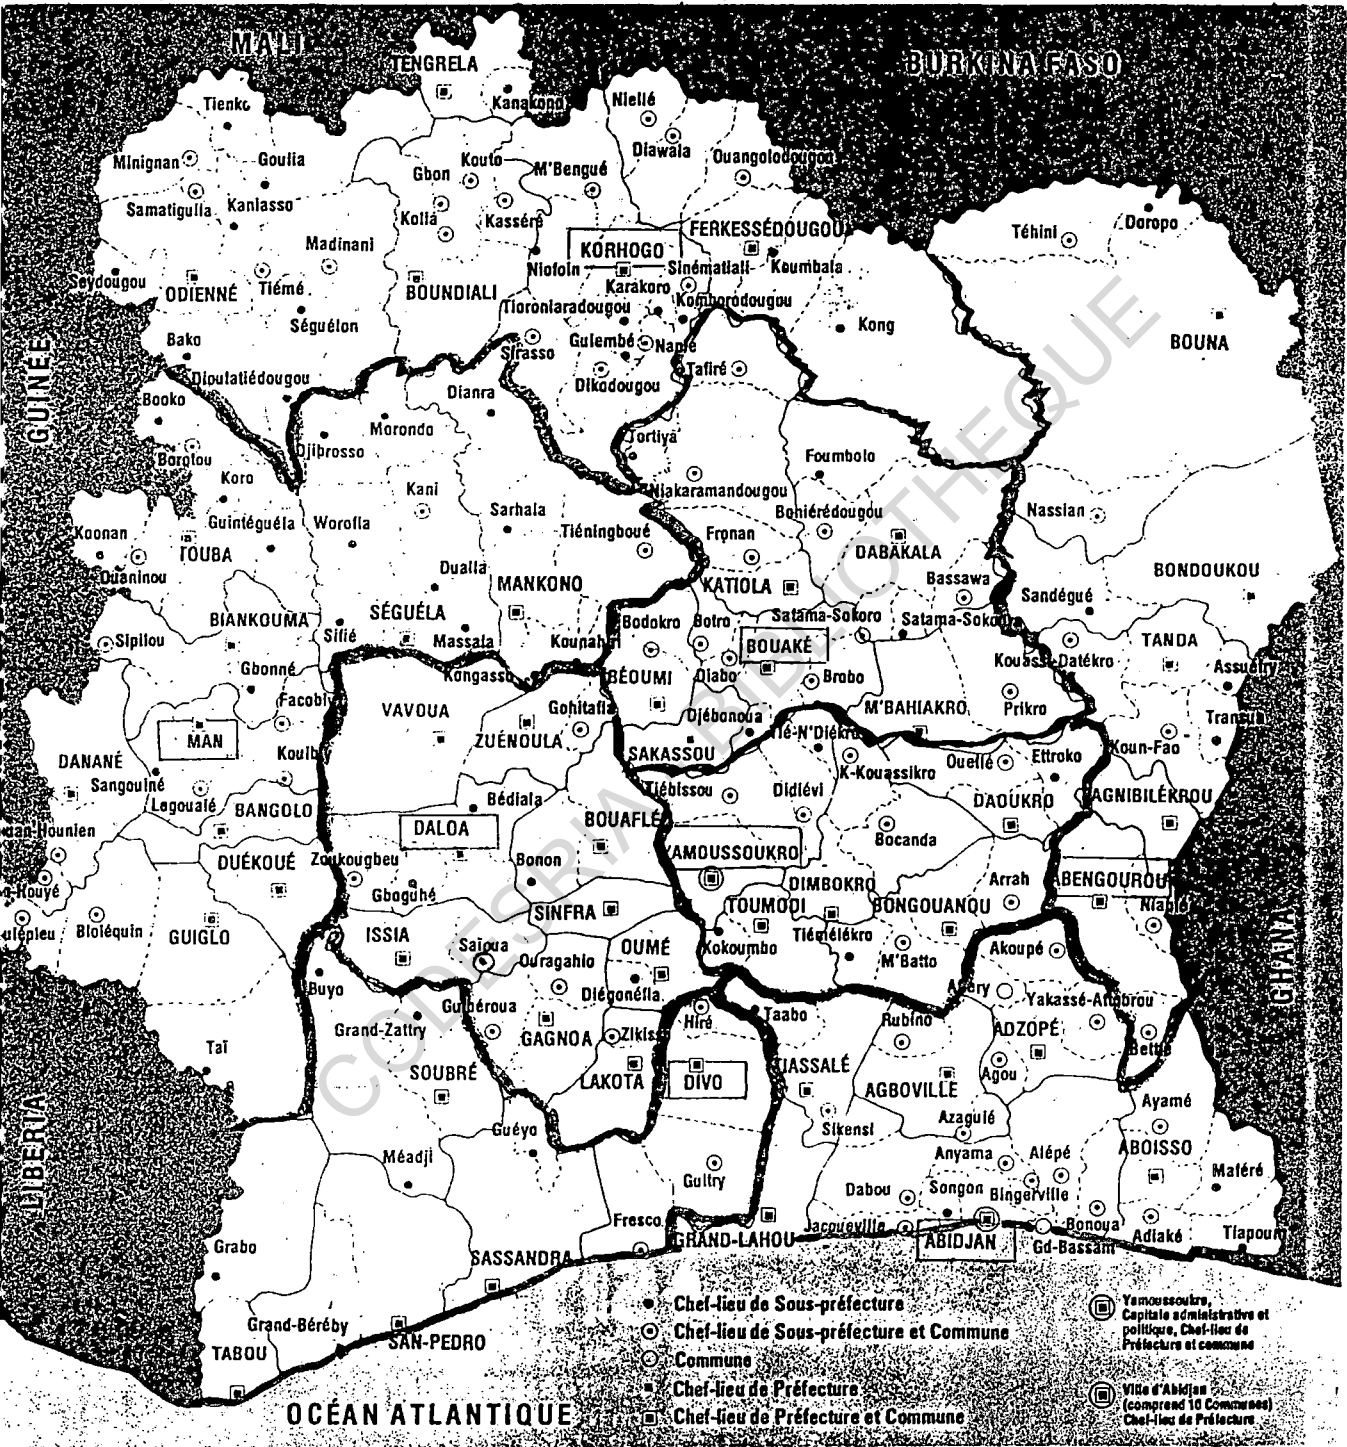 MALI
BURKINA FASO
TENGRELA
Kanakono
Tienko
Niellé
Diawala
Ouangolodougou
Minignan
Goulia
Kouto
Gbon
M'Bengué
Samatiguila
Kaniasso
Kolia
Kasséré
Doropo
Téhini
Madinani
KORHOGO
FERKESSÉDOUGOU
Seydougou
ODIENNÉ
Tiémé
BOUNDIALI
Niofoin
Sinématiali
Koumbala
Karakoro
Komborodougou
Tioroniaradougou
Séguélon
Kong
BOUNA
Bako
Sirasso
Guiembé
Napié
Dikodougou
Tafiré
Dioulatiédougou
Booko
Dianra
GUINÉE
Morondo
Borotou
Djibrosso
Tortiya
Foumbolo
Koro
Kani
Niakaramandougou
Guintéguéla
Worofla
Sarhala
Bohiérédougou
Nassian
Koonan
TOUBA
Tiéningboué
Fronan
DABAKALA
Ouaninou
Dualla
MANKONO
KATIOLA
Bassawa
BONDOUKOU
Sandégué
BIANKOUMA
SÉGUÉLA
Sifié
Massala
Kounahiri
Bodokro
Botro
Satama-Sokoro
Satama-Sokoura
TANDA
Sipilou
BOUAKÉ
Gbonné
Kongasso
BÉOUMI
Diabo
Brobo
Kouassi-Datékro
Assuéfry
Facobly
VAVOUA
Gohitafla
Djébonoua
M'BAHIAKRO
Prikro
Transua
MAN
ZUÉNOULA
SAKASSOU
Tié-N'Diékro
Koun-Fao
DANANÉ
Sangouiné
Logoualé
Tiébissou
Didiévi
K-Kouassikro
Ouellé
Ettroko
BANGOLO
Bédiala
BOUAFLÉ
DAOUKRO
AGNIBILÉKROU
DALOA
Bocanda
DUÉKOUÉ
Zoukougbeu
Bonon
YAMOUSSOUKRO
Gboguhé
DIMBOKRO
Arrah
ABENGOUROU
Bloléquin
GUIGLO
ISSIA
SINFRA
TOUMODI
BONGOUANOU
Niablé
Saïoua
OUMÉ
Kokoumbo
Tiémélékro
M'Batto
Akoupé
Ouragahio
Diégonéfla
Buyo
Guibéroua
Grand-Zattry
GAGNOA
Hiré
Taabo
Rubino
ADZOPÉ
Yakassé-Attobrou
GHANA
Taï
SOUBRÉ
LAKOTA
DIVO
TIASSALÉ
AGBOVILLE
Agou
Bettié
LIBERIA
Guéyo
Sikensi
Azaguié
Ayamé
Méadji
Anyama
Alépé
ABOISSO
Guitry
Dabou
Songon
Bingerville
Maféré
Fresco
Jacqueville
ABIDJAN
Bonoua
Gd-Bassam
Adiaké
Tiapoum
Grabo
SASSANDRA
GRAND-LAHOU
Grand-Béréby
SAN-PEDRO
TABOU
OCÉAN ATLANTIQUE
Chef-lieu de Sous-préfecture
Chef-lieu de Sous-préfecture et Commune
Commune
Chef-lieu de Préfecture
Chef-lieu de Préfecture et Commune
Yamoussoukro,
Capitale administrative et
politique, Chef-lieu de
Préfecture et commune
Ville d'Abidjan
(comprend 10 Communes)
Chef-lieu de Préfecture
CODESRIA - BIBLIOTHEQUE